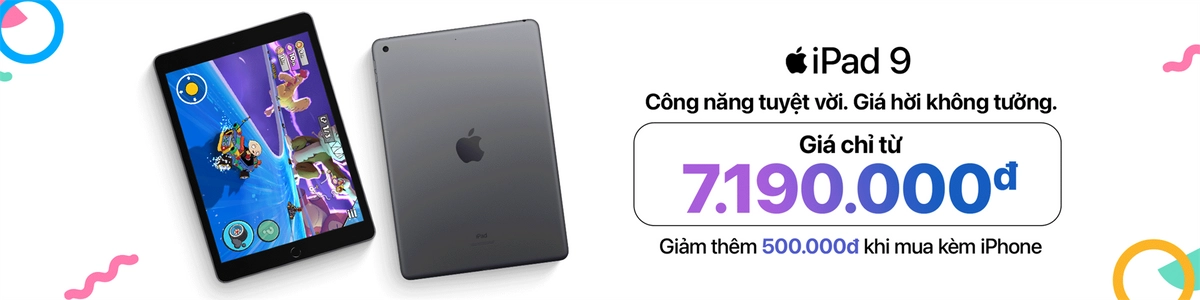 iPad 9
Công năng tuyệt vời. Giá hời không tưởng.
Giá chỉ từ
7.190.000đ
Giảm thêm 500.000đ khi mua kèm iPhone
iPad